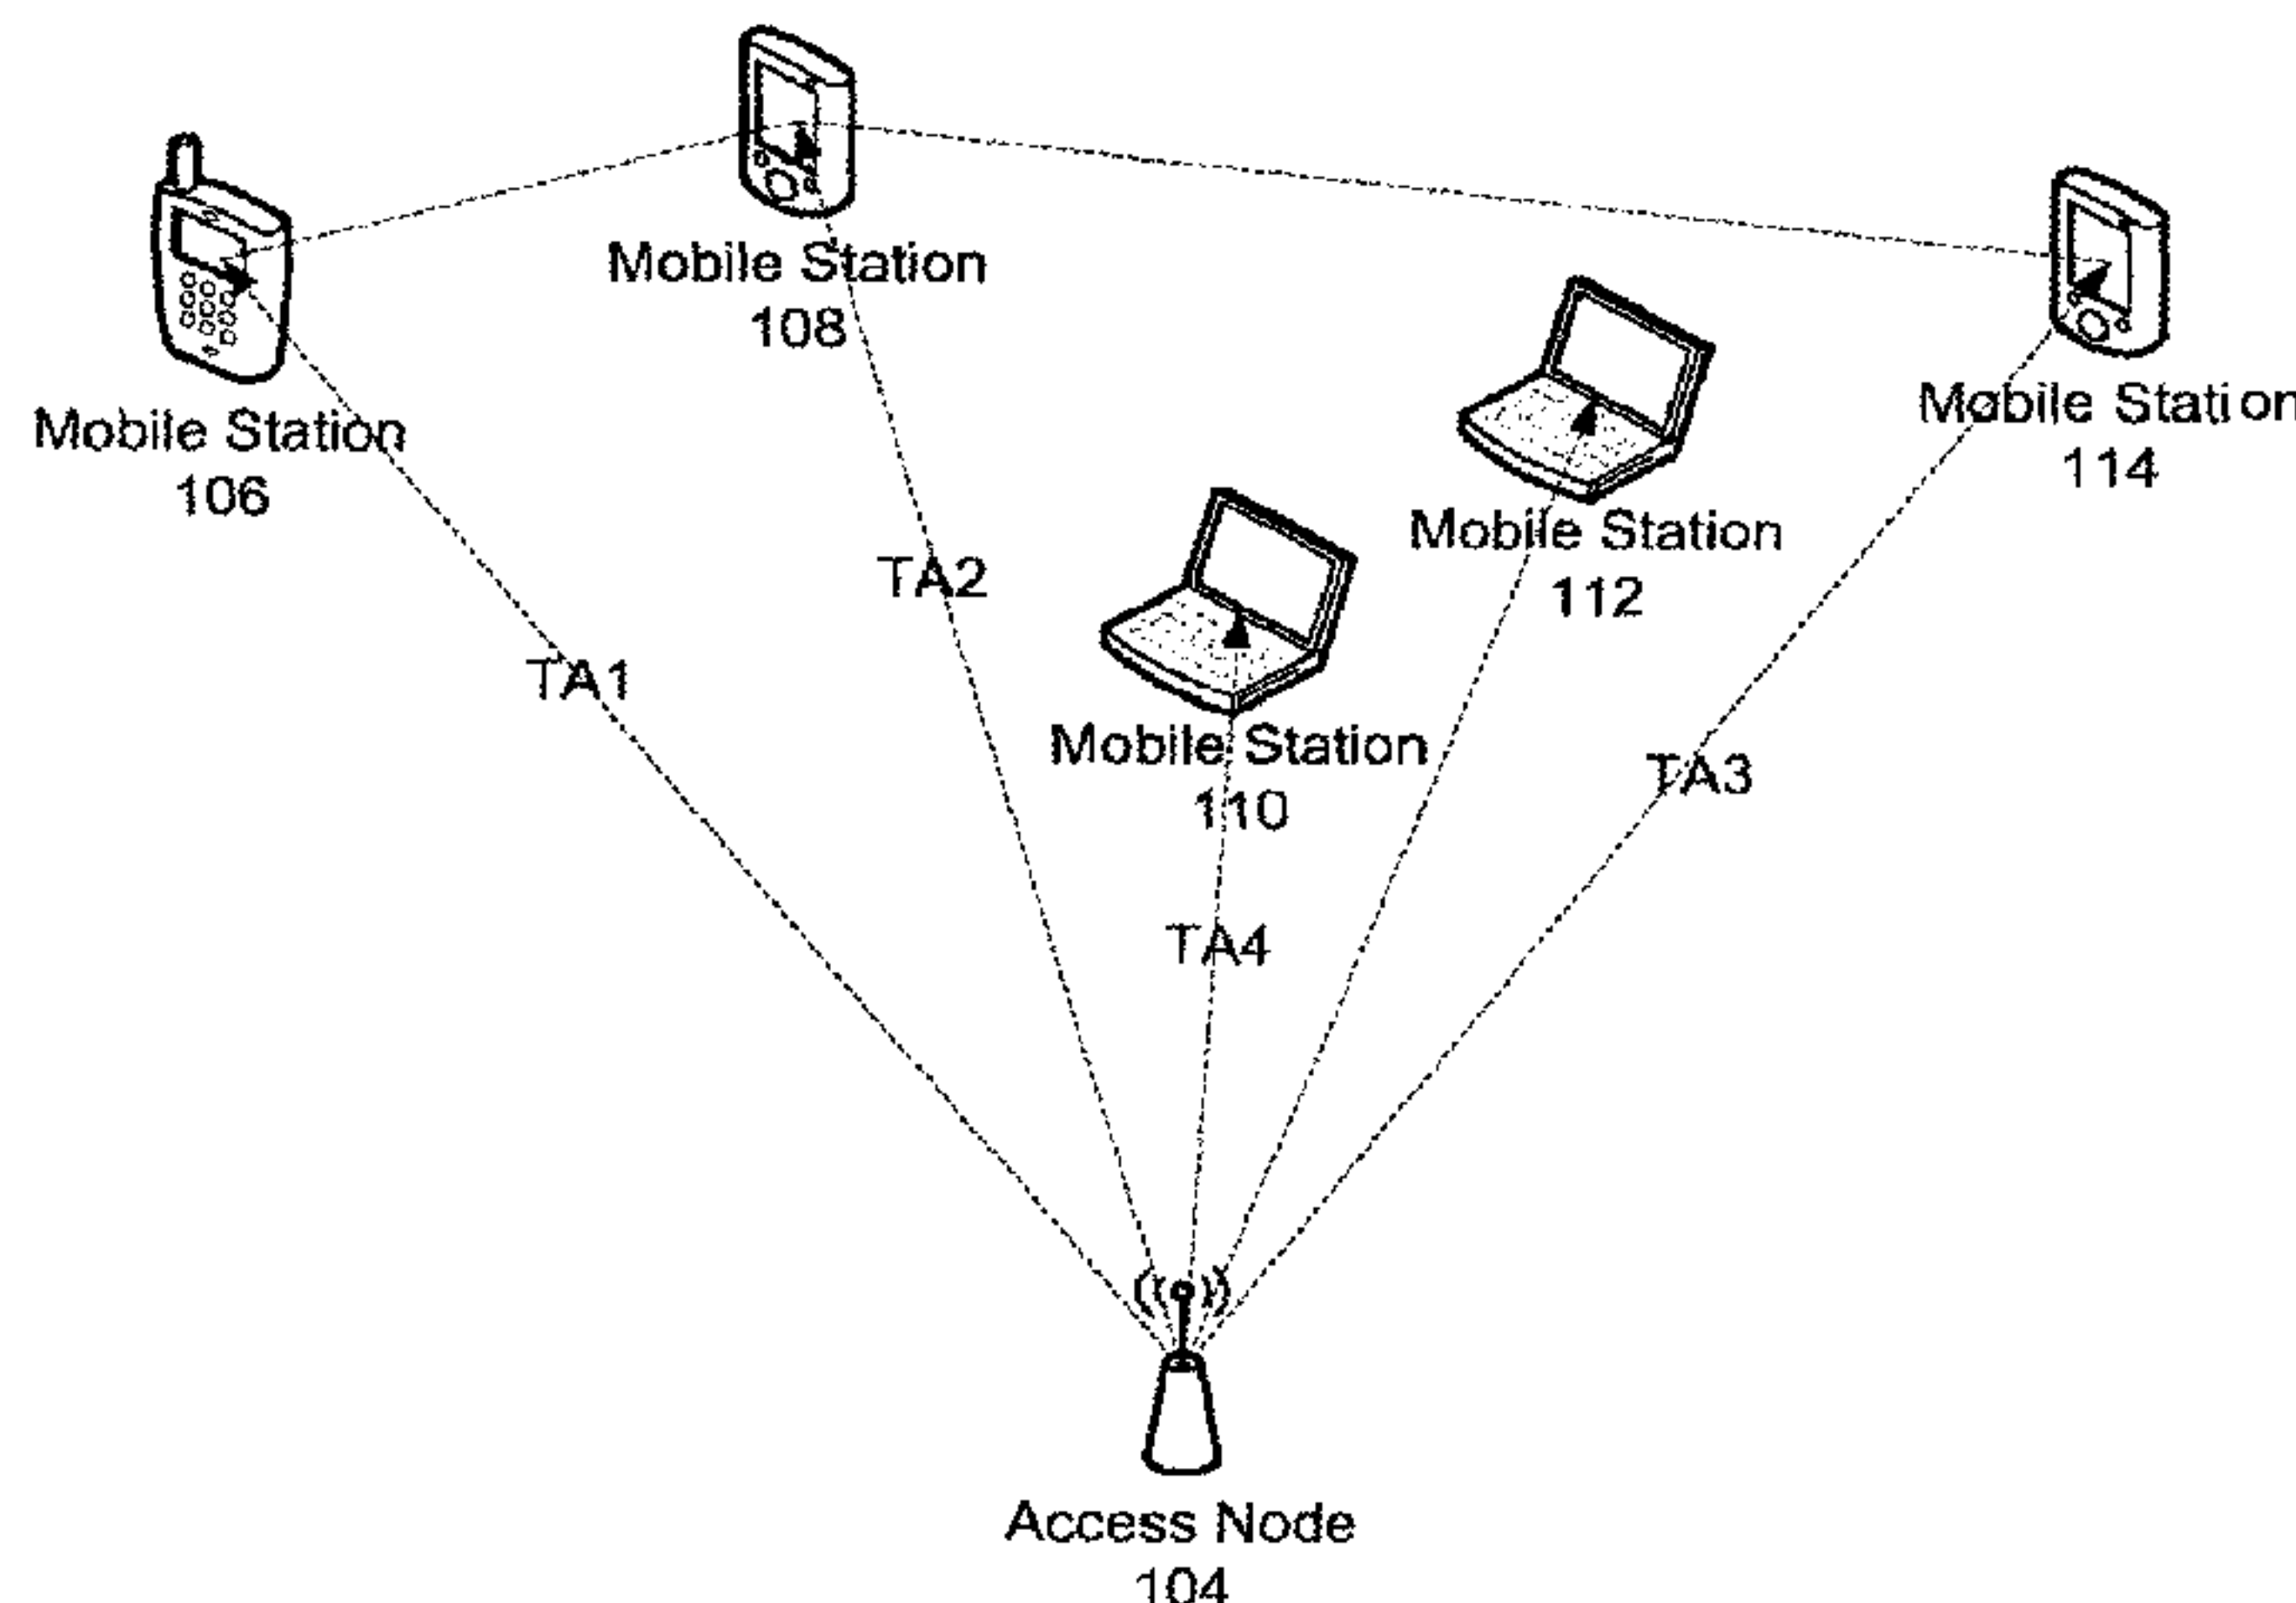 Mobile Station
108
Mobile Station
106
Mobile Station
114
Mobile Station
112
TA2
TA1
Mobile Station
110
TA3
TA4
Access Node
104